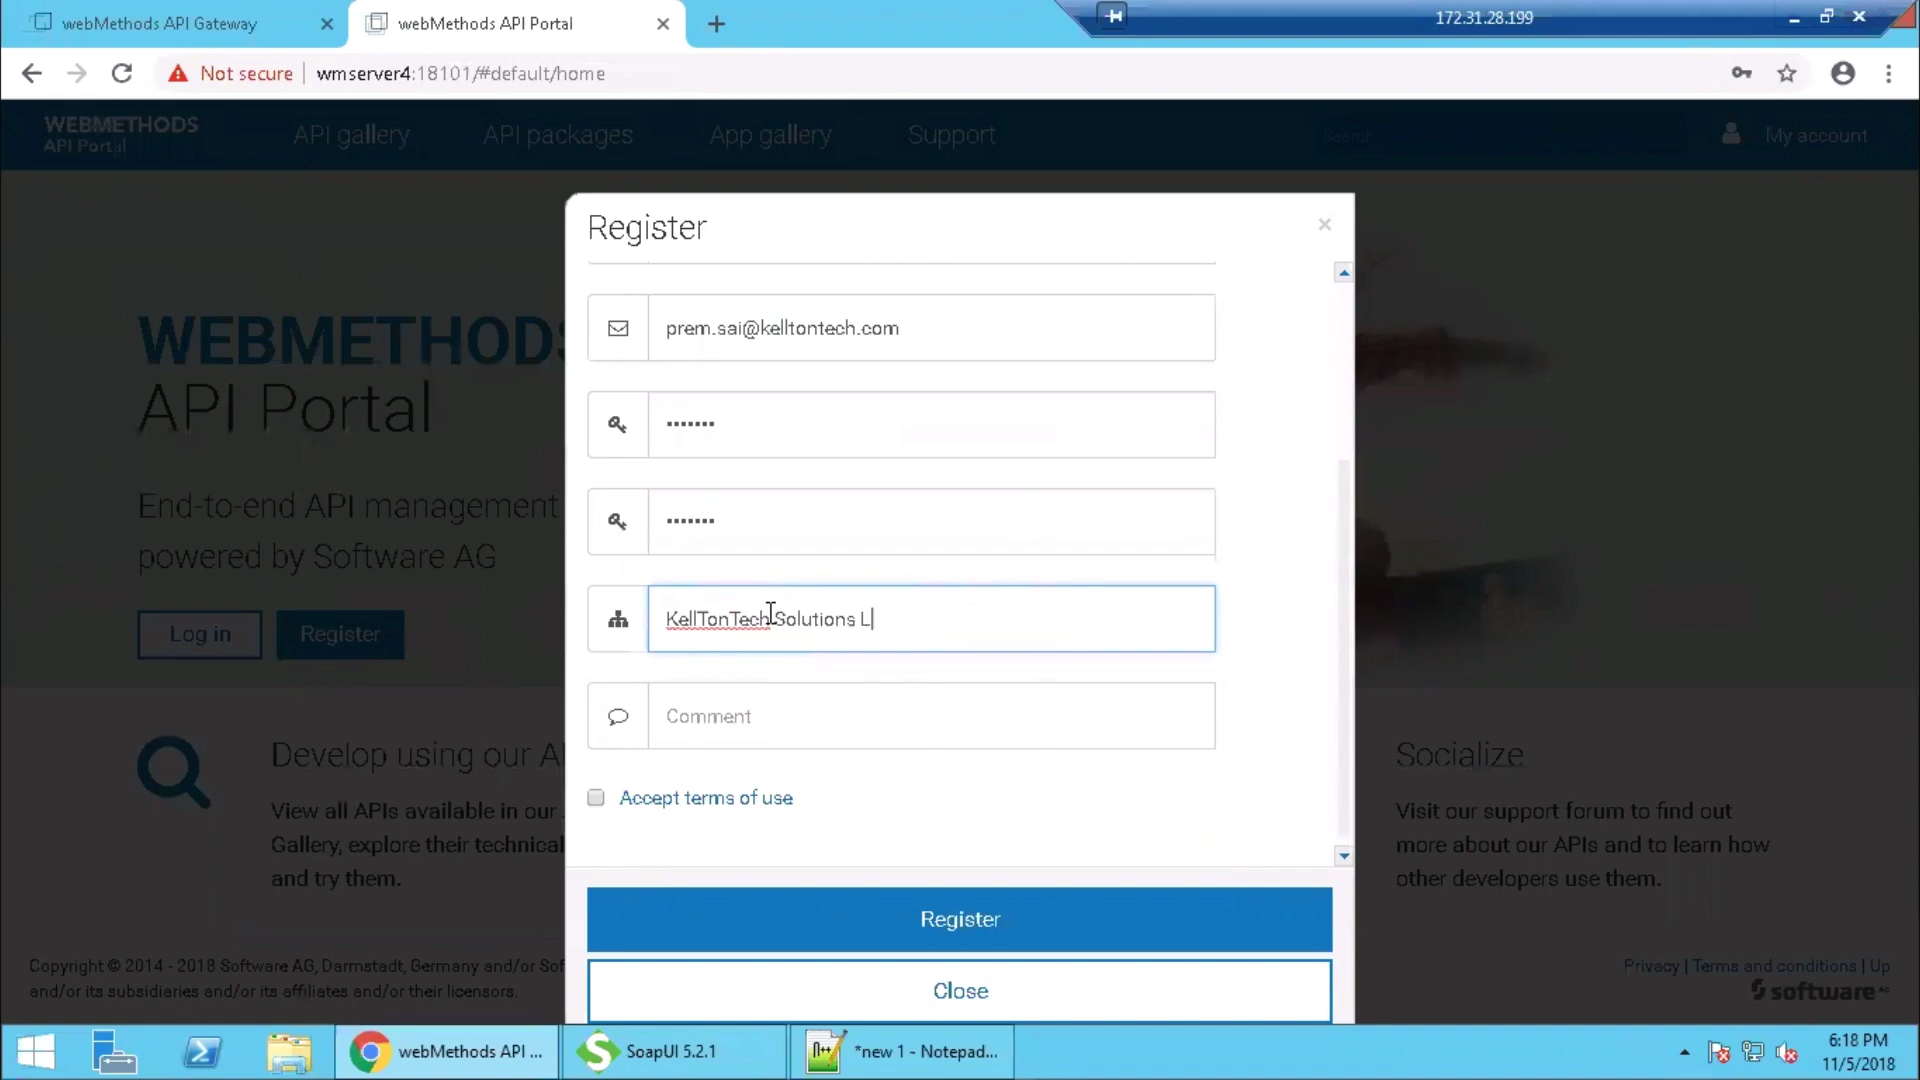 webMethods API Gateway
webMethods API Portal
172.31.28.199
Not secure
wmserver4:18101/#default/home
WEBMETHODS
API Portal
API gallery
API packages
App gallery
Support
Search
My account
Register
prem.sai@kelltontech.com
•••••••
•••••••
KellTonTech Solutions L
Comment
Accept terms of use
Register
Close
WEBMETHODS
API Portal
End-to-end API management
powered by Software AG
Log in
Register
Develop using our A
View all APIs available in our
Gallery, explore their technical
and try them.
Socialize
Visit our support forum to find out
more about our APIs and to learn how
other developers use them.
Copyright © 2014 - 2018 Software AG, Darmstadt, Germany and/or Sof
and/or its subsidiaries and/or its affiliates and/or their licensors.
Privacy | Terms and conditions | Up
software AG
webMethods API ...
SoapUI 5.2.1
*new 1 - Notepad...
6:18 PM
11/5/2018